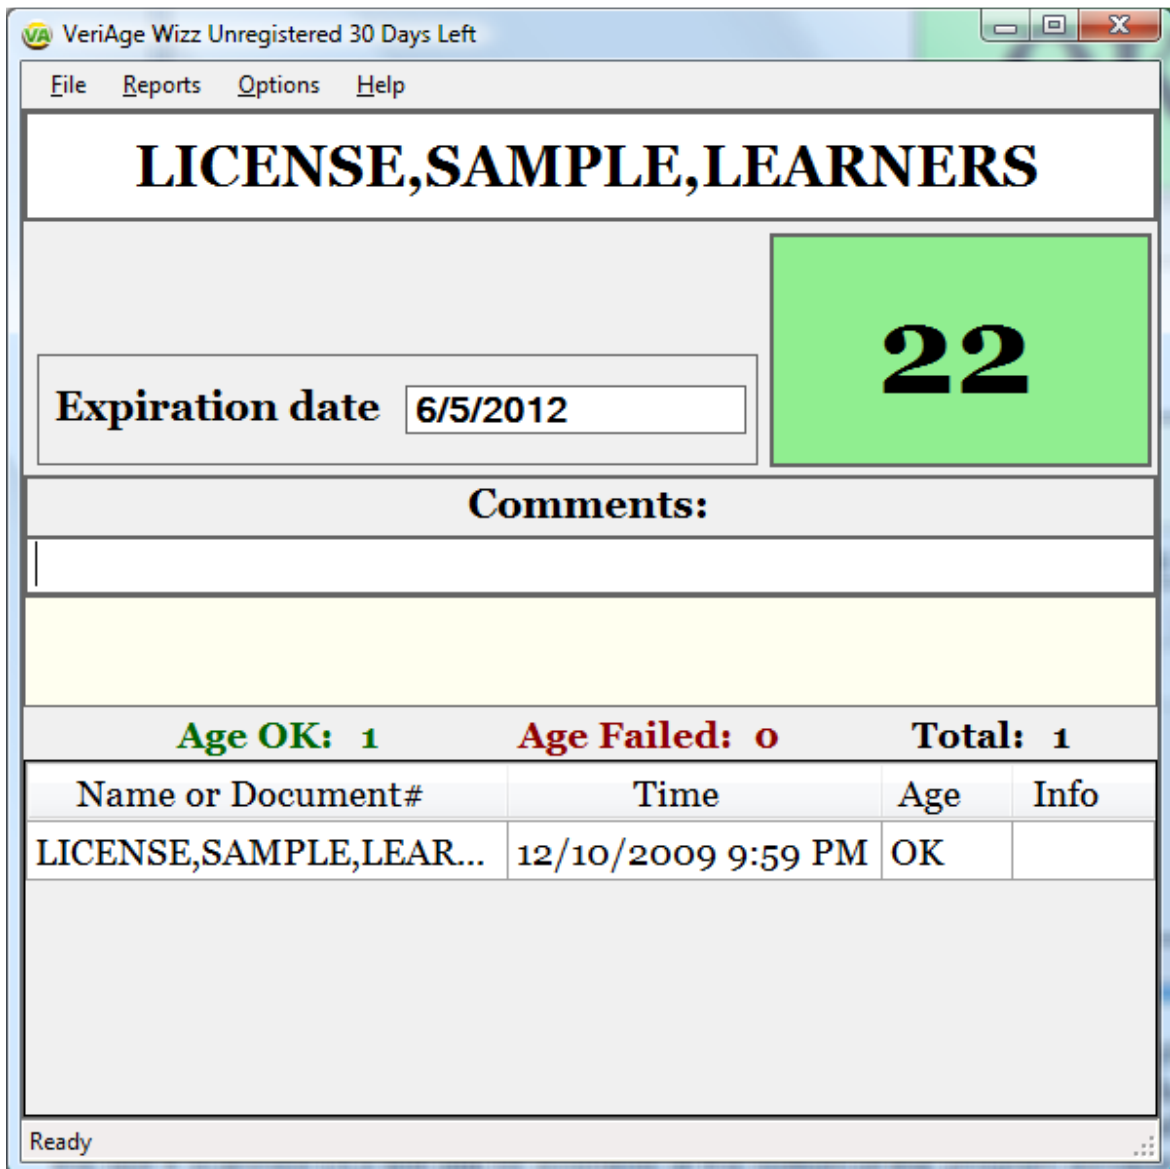 VA VeriAge Wizz Unregistered 30 Days Left
File Reports Options Help
LICENSE,SAMPLE,LEARNERS
22
Expiration date 6/5/2012
Comments:
Age OK: 1 Age Failed: 0 Total: 1
Name or Document# Time Age Info
LICENSE,SAMPLE,LEAR... 12/10/2009 9:59 PM OK
Ready